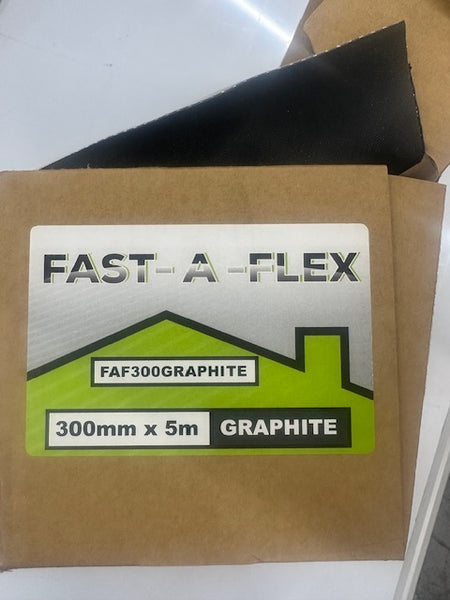 FAST-A-FLEX
FAF300GRAPHITE
300mm x 5m GRAPHITE